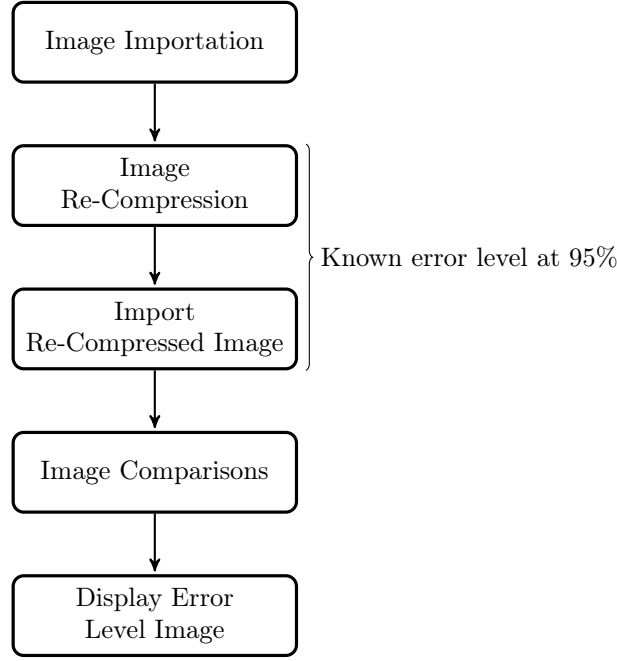 Image Importation
Image
Re-Compression
Known error level at 95%
Import
Re-Compressed Image
Image Comparisons
Display Error
Level Image